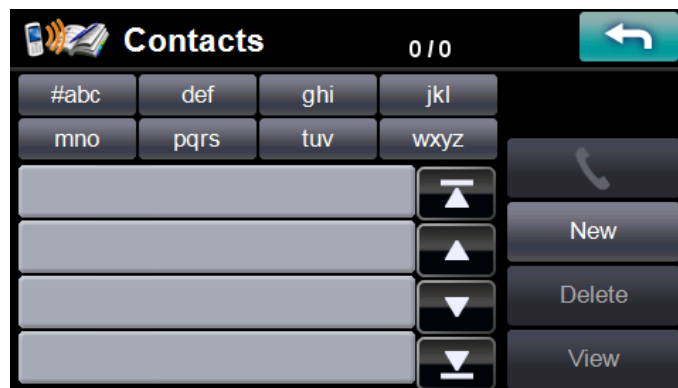 Contacts 0/0
#abc def ghi jkl
mno pqrs tuv wxyz
New
Delete
View